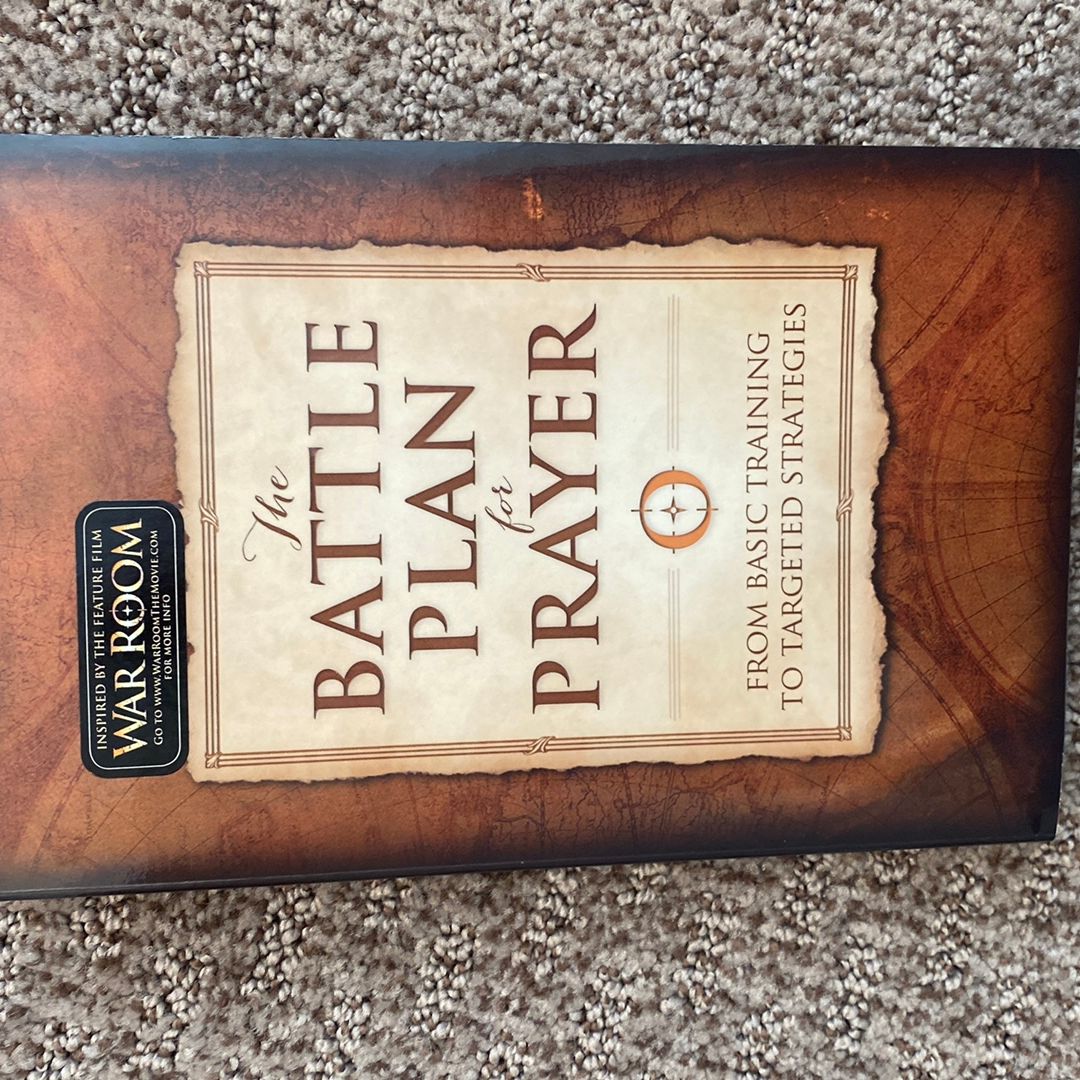 INSPIRED BY THE FEATURE FILM
WAR ROOM
GO TO WWW.WARROOMTHEMOVIE.COM
FOR MORE INFO
The
BATTLE
PLAN
for
PRAYER
FROM BASIC TRAINING
TO TARGETED STRATEGIES